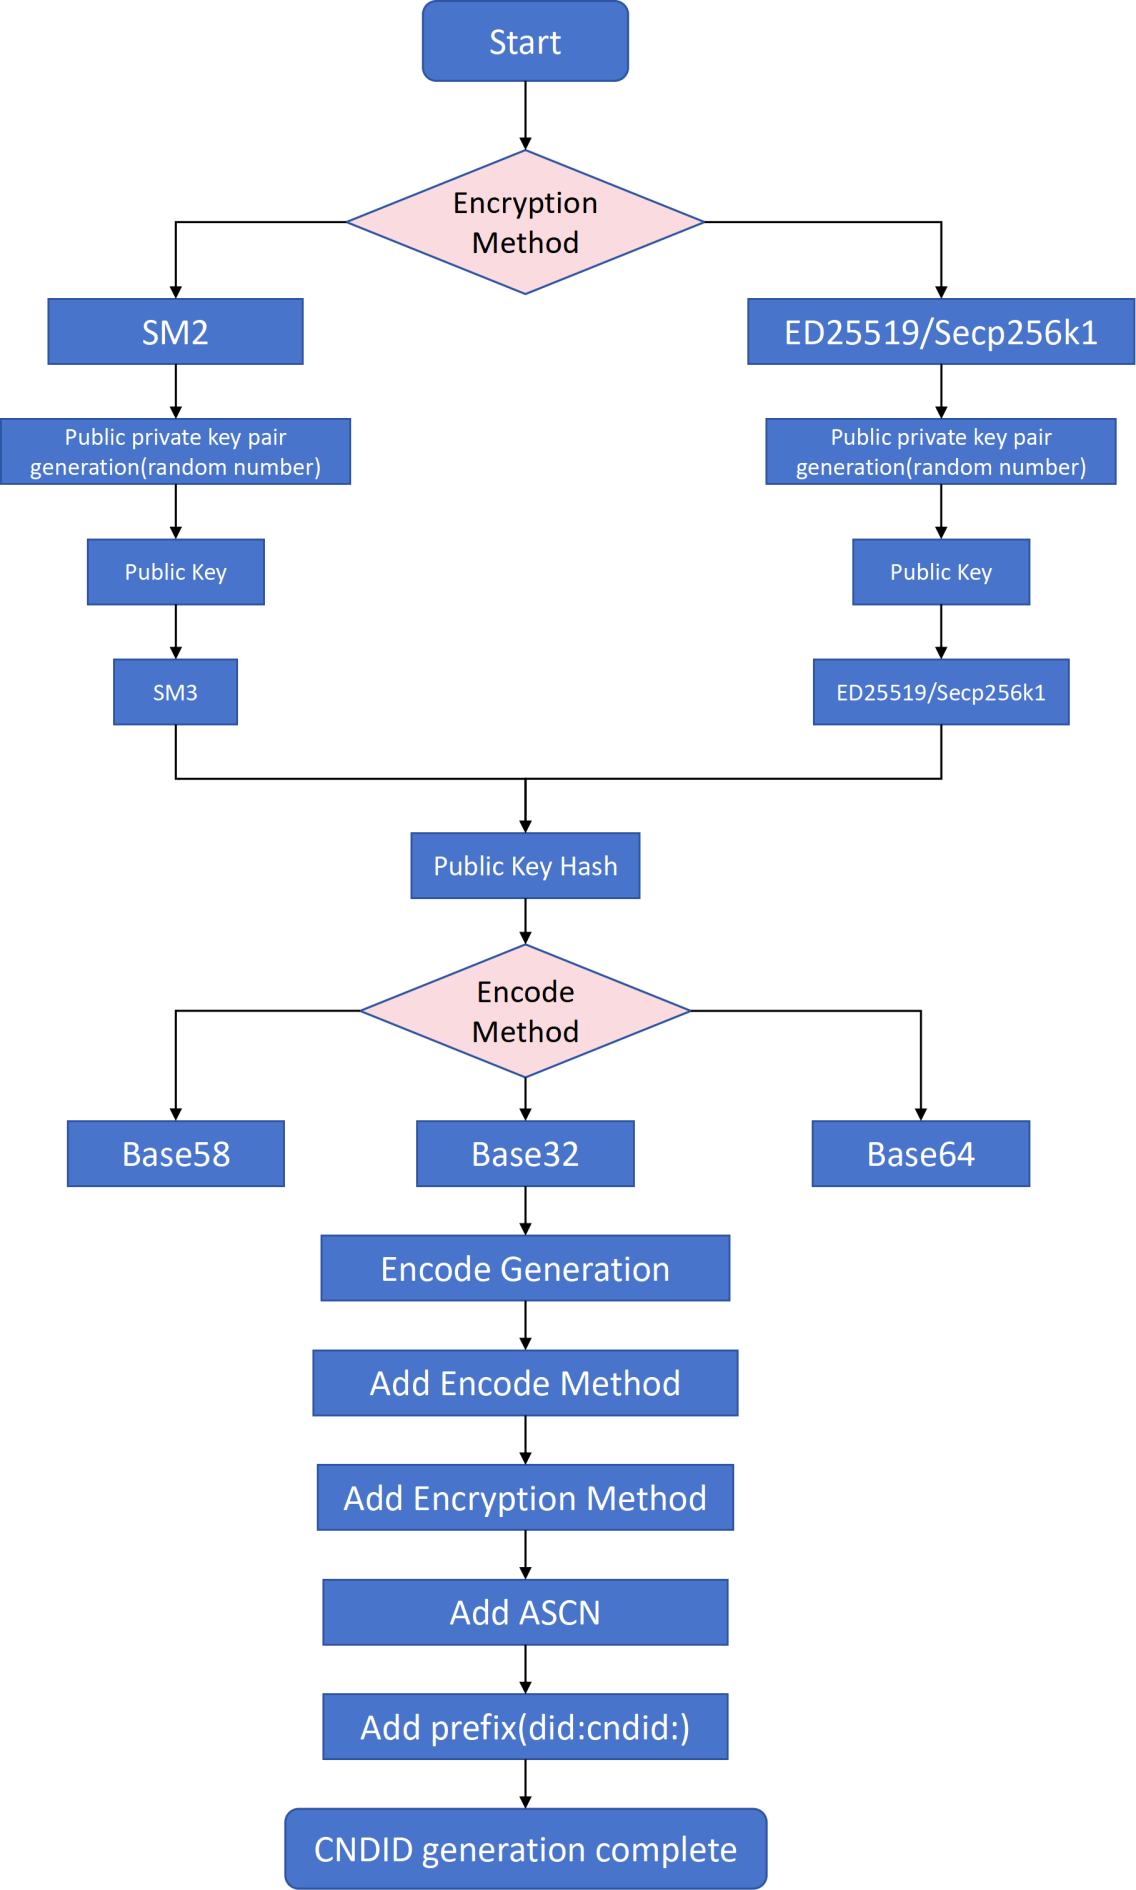 Start
Encryption
Method
SM2
ED25519/Secp256k1
Public private key pair
generation(random number)
Public private key pair
generation(random number)
Public Key
Public Key
SM3
ED25519/Secp256k1
Public Key Hash
Encode
Method
Base58
Base32
Base64
Encode Generation
Add Encode Method
Add Encryption Method
Add ASCN
Add prefix(did:cndid:)
CNDID generation complete